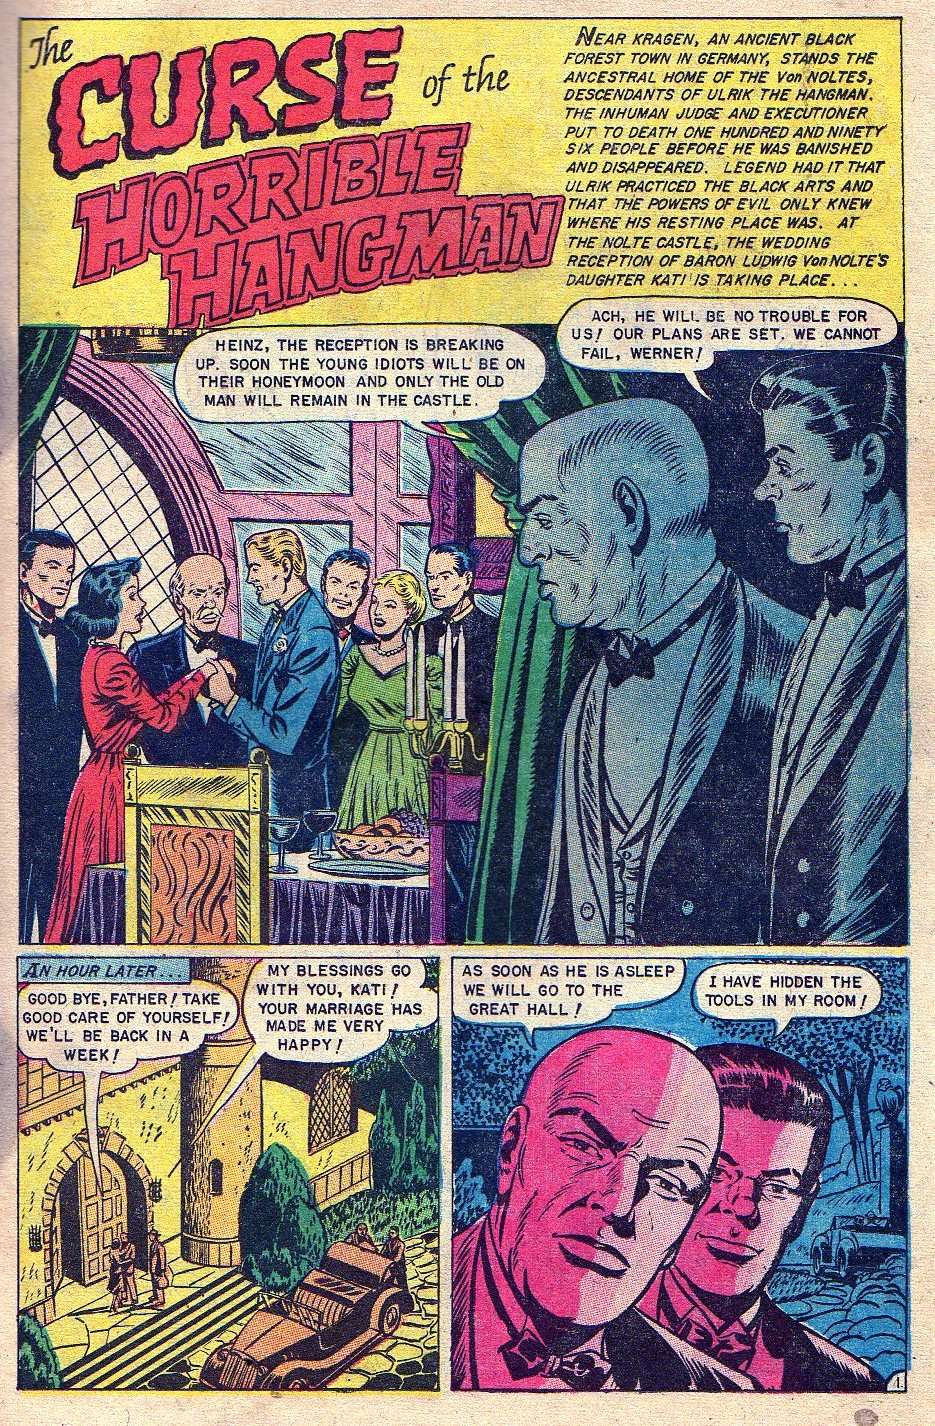 The
CURSE
of the
HORRIBLE
HANGMAN
NEAR KRAGEN, AN ANCIENT BLACK
FOREST TOWN IN GERMANY, STANDS THE
ANCESTRAL HOME OF THE Von NOLTES,
DESCENDANTS OF ULRIK THE HANGMAN.
THE INHUMAN JUDGE AND EXECUTIONER
PUT TO DEATH ONE HUNDRED AND NINETY
SIX PEOPLE BEFORE HE WAS BANISHED
AND DISAPPEARED. LEGEND HAD IT THAT
ULRIK PRACTICED THE BLACK ARTS AND
THAT THE POWERS OF EVIL ONLY KNEW
WHERE HIS RESTING PLACE WAS. AT
THE NOLTE CASTLE, THE WEDDING
RECEPTION OF BARON LUDWIG Von NOLTE'S
DAUGHTER KATI IS TAKING PLACE...
HEINZ, THE RECEPTION IS BREAKING
UP. SOON THE YOUNG IDIOTS WILL BE ON
THEIR HONEYMOON AND ONLY THE OLD
MAN WILL REMAIN IN THE CASTLE.
ACH, HE WILL BE NO TROUBLE FOR
US! OUR PLANS ARE SET. WE CANNOT
FAIL, WERNER!
AN HOUR LATER...
GOOD BYE, FATHER! TAKE
GOOD CARE OF YOURSELF!
WE'LL BE BACK IN A
WEEK!
MY BLESSINGS GO
WITH YOU, KATI!
YOUR MARRIAGE HAS
MADE ME VERY
HAPPY!
AS SOON AS HE IS ASLEEP
WE WILL GO TO THE
GREAT HALL!
I HAVE HIDDEN THE
TOOLS IN MY ROOM!
1.